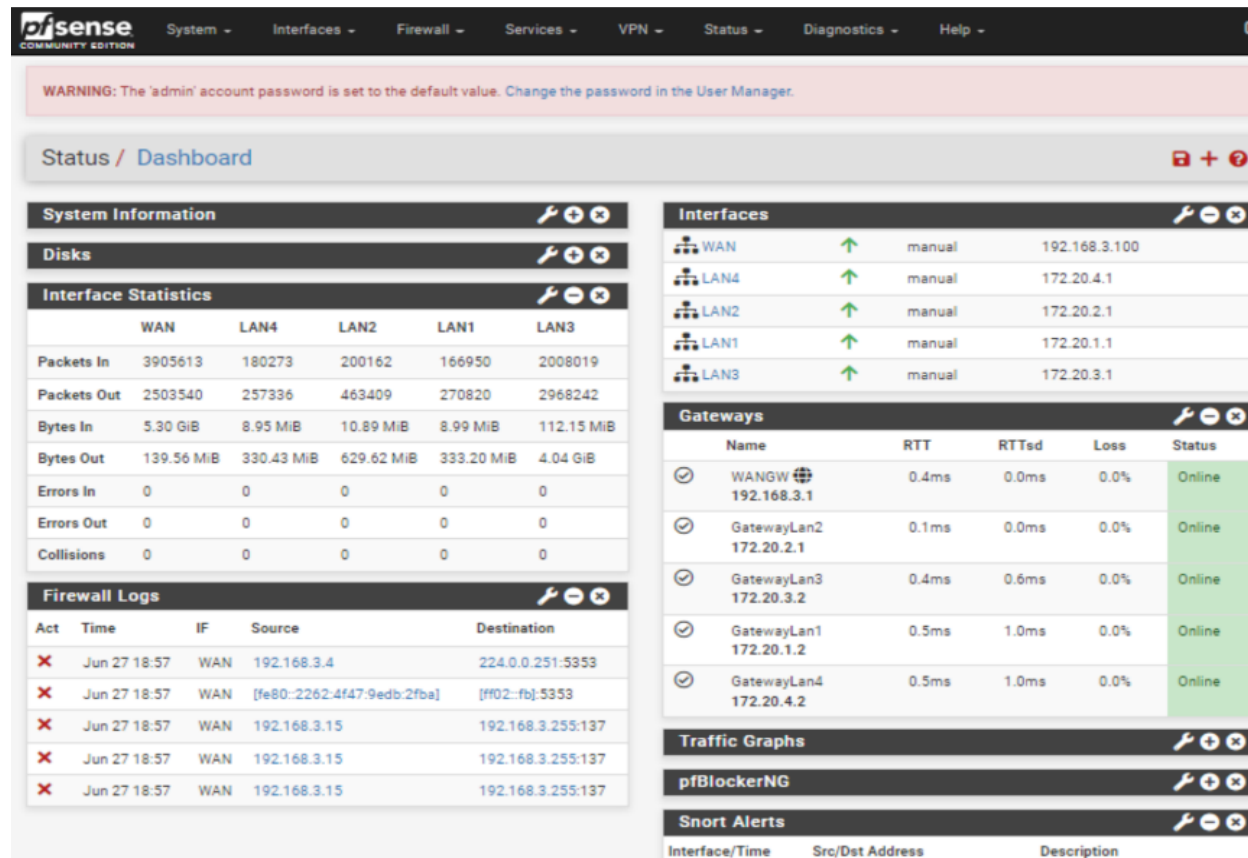 pfsense
COMMUNITY EDITION
System Interfaces Firewall Services VPN Status Diagnostics Help
WARNING: The 'admin' account password is set to the default value. Change the password in the User Manager.
Status / Dashboard
System Information
Disks
Interface Statistics
WAN LAN4 LAN2 LAN1 LAN3
Packets In 3905613 180273 200162 166950 2008019
Packets Out 2503540 257336 463409 270820 2968242
Bytes In 5.30 GiB 8.95 MiB 10.89 MiB 8.99 MiB 112.15 MiB
Bytes Out 139.56 MiB 330.43 MiB 629.62 MiB 333.20 MiB 4.04 GiB
Errors In 0 0 0 0 0
Errors Out 0 0 0 0 0
Collisions 0 0 0 0 0
Firewall Logs
Act Time IF Source Destination
Jun 27 18:57 WAN 192.168.3.4 224.0.0.251:5353
Jun 27 18:57 WAN [fe80::2262:4f47:9edb:2fba] [ff02::fb]:5353
Jun 27 18:57 WAN 192.168.3.15 192.168.3.255:137
Jun 27 18:57 WAN 192.168.3.15 192.168.3.255:137
Jun 27 18:57 WAN 192.168.3.15 192.168.3.255:137
Interfaces
WAN manual 192.168.3.100
LAN4 manual 172.20.4.1
LAN2 manual 172.20.2.1
LAN1 manual 172.20.1.1
LAN3 manual 172.20.3.1
Gateways
Name RTT RTTsd Loss Status
WANGW 0.4ms 0.0ms 0.0% Online
192.168.3.1
GatewayLan2 0.1ms 0.0ms 0.0% Online
172.20.2.1
GatewayLan3 0.4ms 0.6ms 0.0% Online
172.20.3.2
GatewayLan1 0.5ms 1.0ms 0.0% Online
172.20.1.2
GatewayLan4 0.5ms 1.0ms 0.0% Online
172.20.4.2
Traffic Graphs
pfBlockerNG
Snort Alerts
Interface/Time Src/Dst Address Description